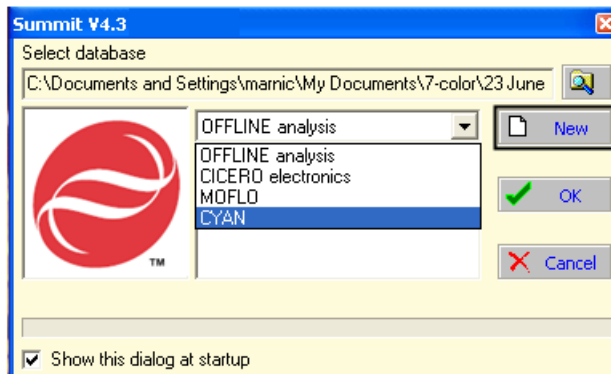 Summit V4.3
Select database
C:\Documents and Settings\marnic\My Documents\7-color\23 June
OFFLINE analysis
New
OFFLINE analysis
CICERO electronics
MOFLO
CYAN
OK
TM
Cancel
Show this dialog at startup